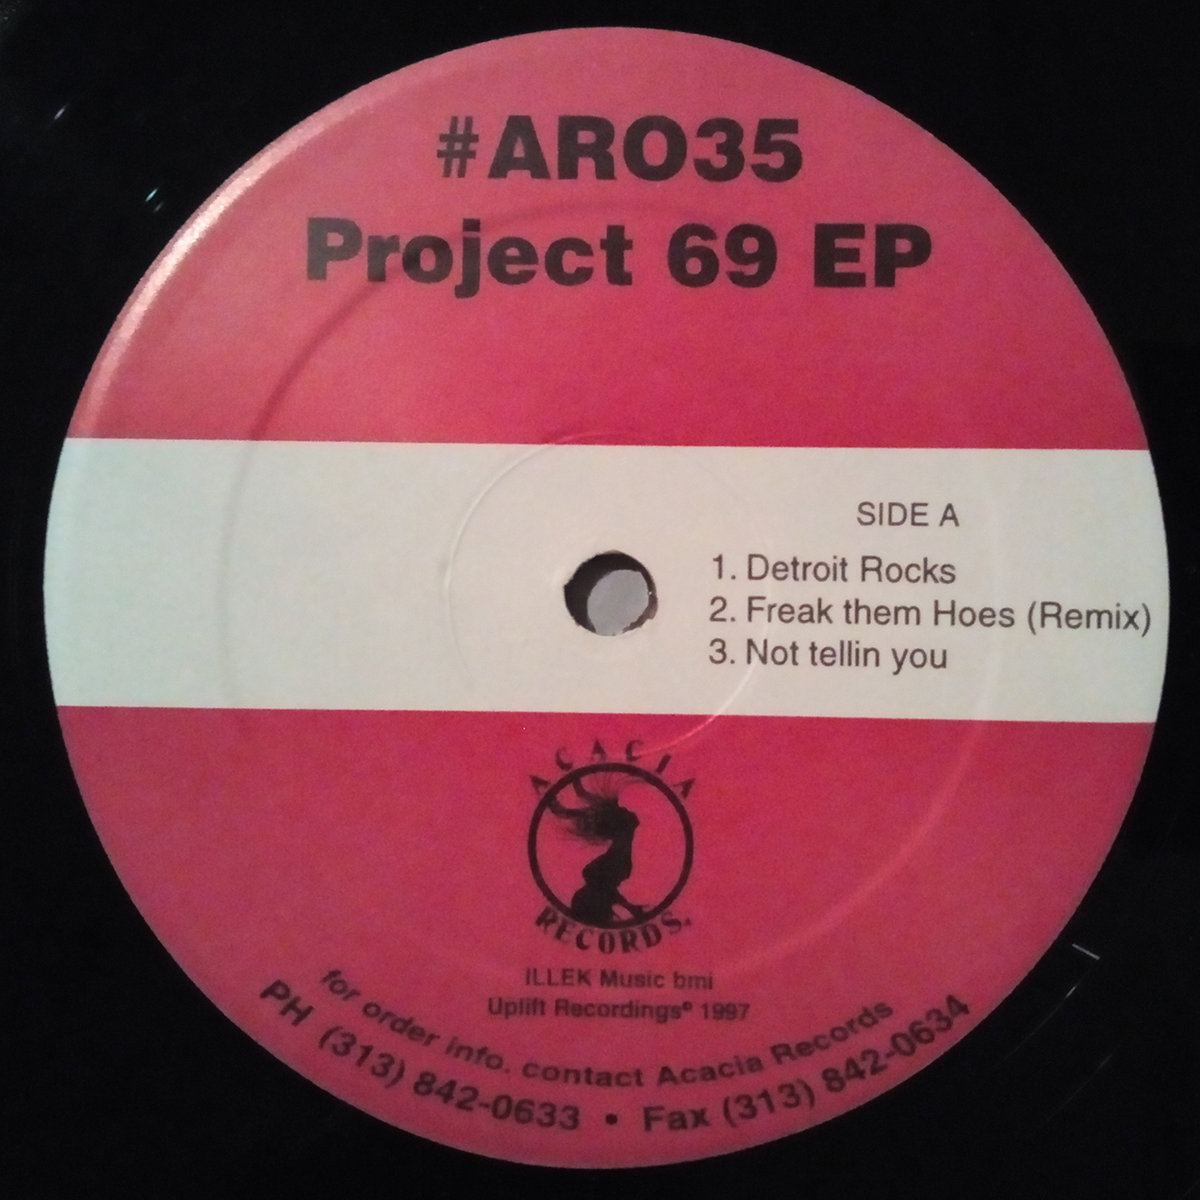 #ARO35
Project 69 EP
SIDE A
1. Detroit Rocks
2. Freak them Hoes (Remix)
3. Not tellin you
ACACIA
RECORDS.
ILLEK Music bmi
Uplift Recordings© 1997
for order info. contact Acacia Records
PH (313) 842-0633 • Fax (313) 842-0634